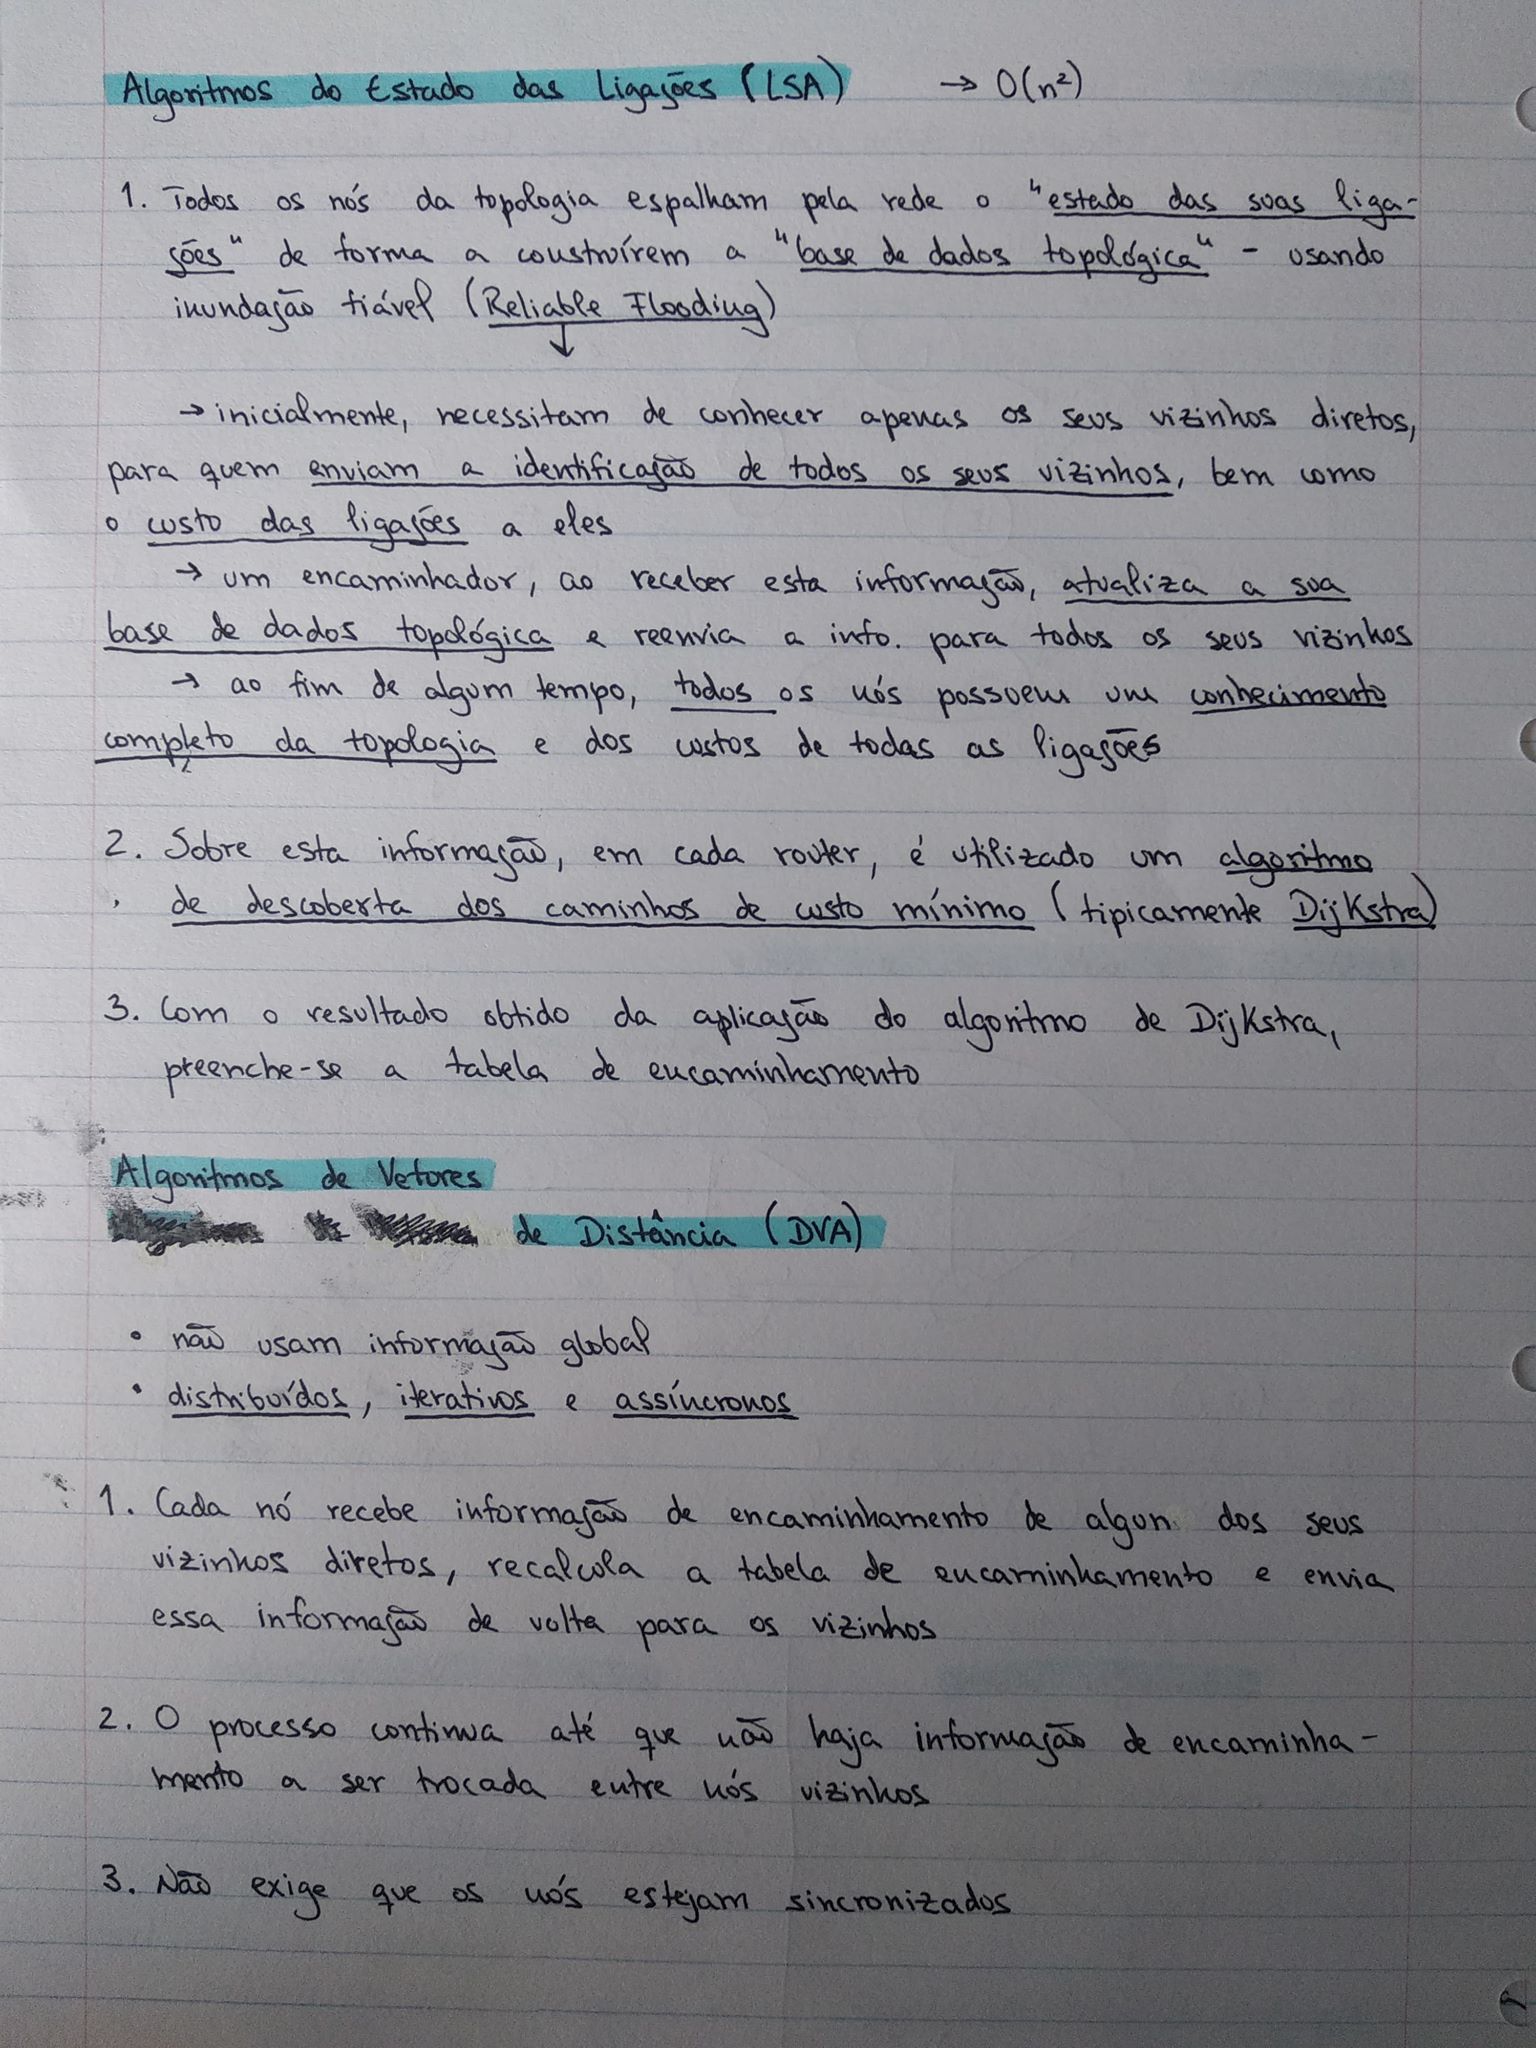 Algoritmos do Estado das Ligações (LSA) → O(n²)
1. Todos os nós da topologia espalham pela rede o "estado das suas liga-
ções" de forma a construírem a "base de dados topológica" - usando
inundação fiável (Reliable Flooding)
↓
→ inicialmente, necessitam de conhecer apenas os seus vizinhos diretos,
para quem enviam a identificação de todos os seus vizinhos, bem como
o custo das ligações a eles
→ um encaminhador, ao receber esta informação, atualiza a sua
base de dados topológica e reenvia a info. para todos os seus vizinhos
→ ao fim de algum tempo, todos os nós possuem um conhecimento
completo da topologia e dos custos de todas as ligações
2. Sobre esta informação, em cada router, é utilizado um algoritmo
de descoberta dos caminhos de custo mínimo (tipicamente Dijkstra)
3. Com o resultado obtido da aplicação do algoritmo de Dijkstra,
preenche-se a tabela de encaminhamento
Algoritmos de Vetores
de Distância (DVA)
• não usam informação global
• distribuídos, iterativos e assíncronos
1. Cada nó recebe informação de encaminhamento de algun dos seus
vizinhos diretos, recalcula a tabela de encaminhamento e envia
essa informação de volta para os vizinhos
2. O processo continua até que não haja informação de encaminha-
mento a ser trocada entre nós vizinhos
3. Não exige que os nós estejam sincronizados